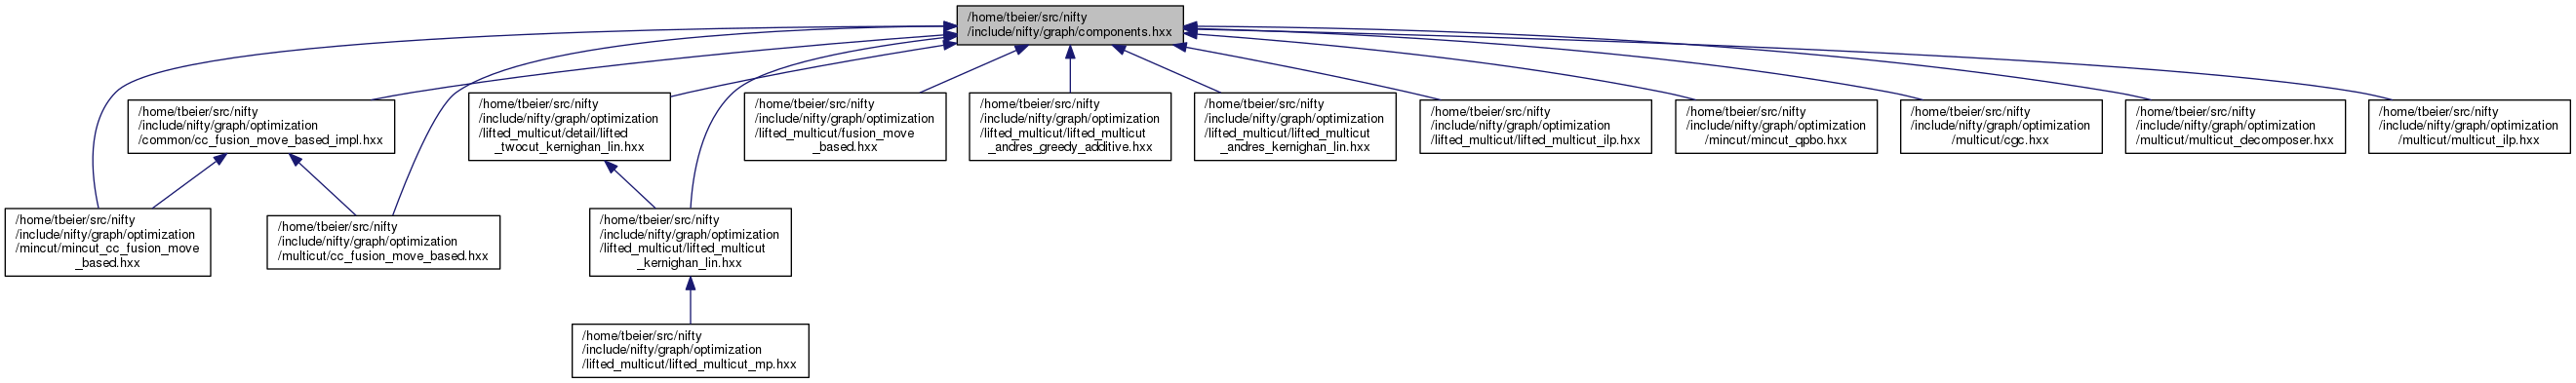 /home/tbeier/src/nifty
/include/nifty/graph/components.hxx
/home/tbeier/src/nifty
/include/nifty/graph/optimization
/common/cc_fusion_move_based_impl.hxx
/home/tbeier/src/nifty
/include/nifty/graph/optimization
/lifted_multicut/detail/lifted
_twocut_kernighan_lin.hxx
/home/tbeier/src/nifty
/include/nifty/graph/optimization
/lifted_multicut/fusion_move
_based.hxx
/home/tbeier/src/nifty
/include/nifty/graph/optimization
/lifted_multicut/lifted_multicut
_andres_greedy_additive.hxx
/home/tbeier/src/nifty
/include/nifty/graph/optimization
/lifted_multicut/lifted_multicut
_andres_kernighan_lin.hxx
/home/tbeier/src/nifty
/include/nifty/graph/optimization
/lifted_multicut/lifted_multicut_ilp.hxx
/home/tbeier/src/nifty
/include/nifty/graph/optimization
/mincut/mincut_qpbo.hxx
/home/tbeier/src/nifty
/include/nifty/graph/optimization
/multicut/cgc.hxx
/home/tbeier/src/nifty
/include/nifty/graph/optimization
/multicut/multicut_decomposer.hxx
/home/tbeier/src/nifty
/include/nifty/graph/optimization
/multicut/multicut_ilp.hxx
/home/tbeier/src/nifty
/include/nifty/graph/optimization
/mincut/mincut_cc_fusion_move
_based.hxx
/home/tbeier/src/nifty
/include/nifty/graph/optimization
/multicut/cc_fusion_move_based.hxx
/home/tbeier/src/nifty
/include/nifty/graph/optimization
/lifted_multicut/lifted_multicut
_kernighan_lin.hxx
/home/tbeier/src/nifty
/include/nifty/graph/optimization
/lifted_multicut/lifted_multicut_mp.hxx